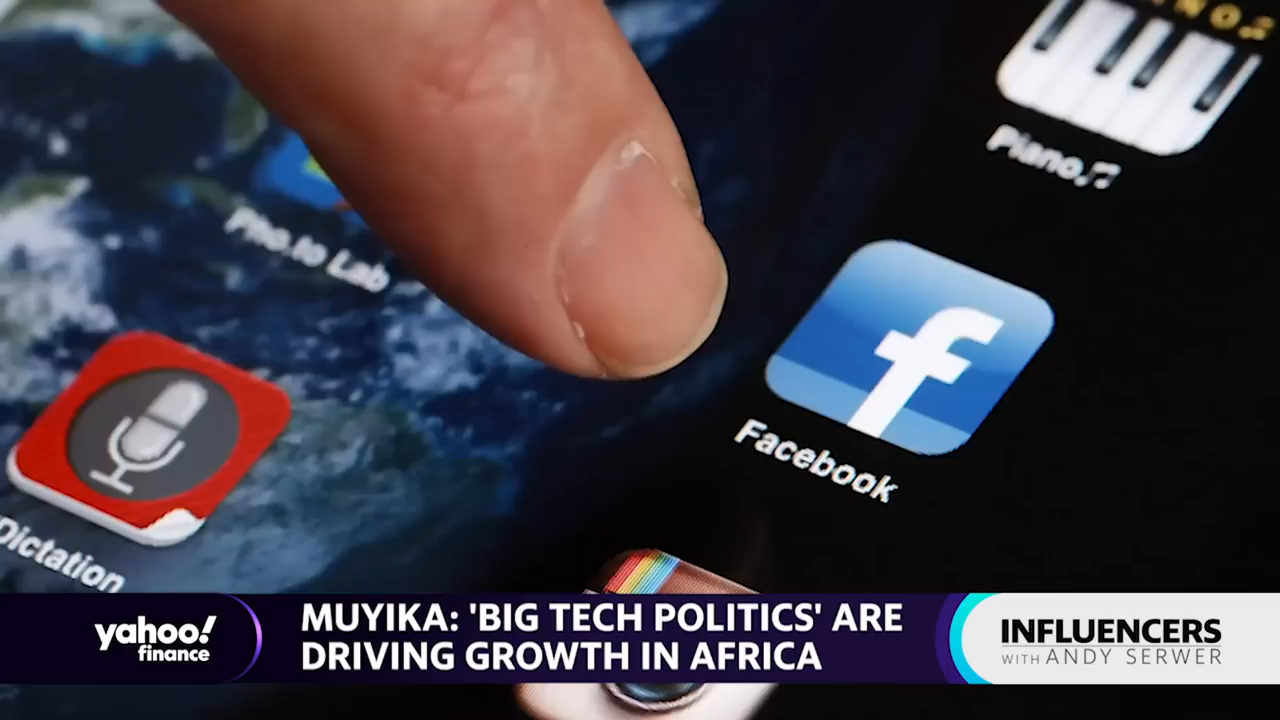 Piano♫
Pho.to Lab
Facebook
Dictation
yahoo!
finance
MUYIKA: 'BIG TECH POLITICS' ARE
DRIVING GROWTH IN AFRICA
INFLUENCERS
WITH ANDY SERWER